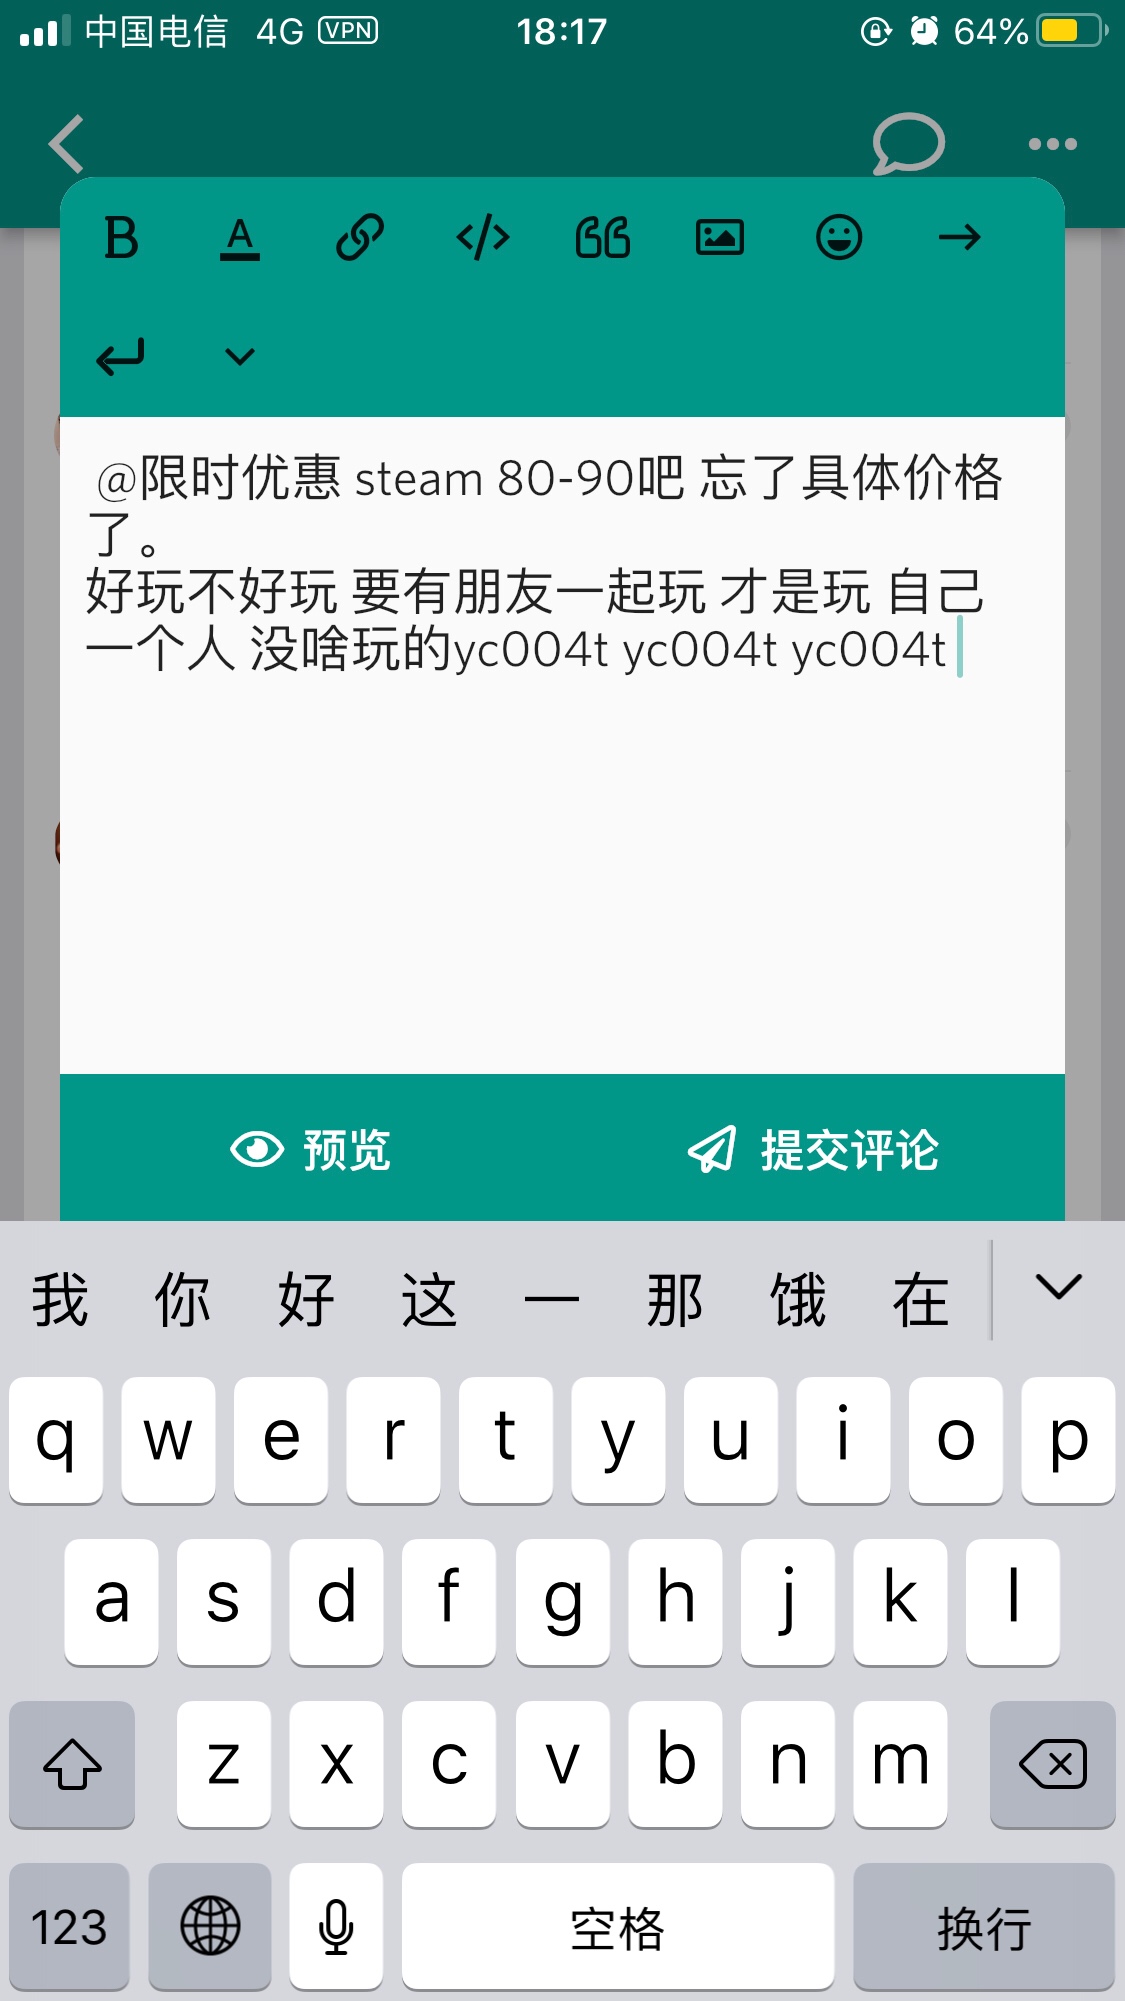 中国电信 4G VPN 18:17 64%
B A </>
@限时优惠 steam 80-90吧 忘了具体价格
了。
好玩不好玩 要有朋友一起玩 才是玩 自己
一个人 没啥玩的yc004t yc004t yc004t
预览 提交评论
我 你 好 这 一 那 饿 在
q w e r t y u i o p
a s d f g h j k l
z x c v b n m
123 空格 换行